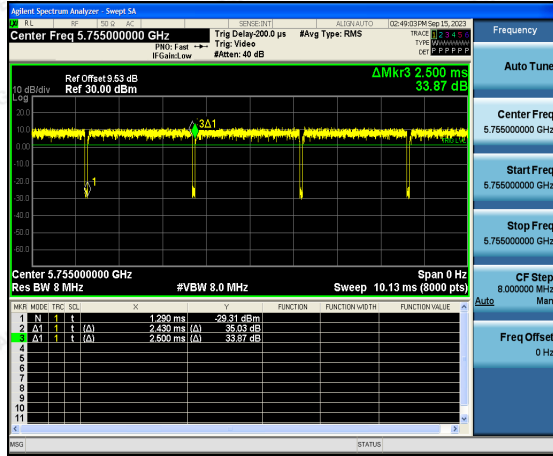 Agilent Spectrum Analyzer - Swept SA
RL RF 50 Ω AC SENSE:INT ALIGN AUTO 02:49:03PM Sep 15, 2023
Center Freq 5.755000000 GHz
PNO: Fast
IFGain:Low
Trig Delay-200.0 µs
Trig: Video
#Atten: 40 dB
#Avg Type: RMS
TRACE 1 2 3 4 5 6
TYPE
DET P P P P P P
Frequency
Auto Tune
Center Freq
5.755000000 GHz
Start Freq
5.755000000 GHz
Stop Freq
5.755000000 GHz
CF Step
8.000000 MHz
Auto Man
Freq Offset
0 Hz
ΔMkr3 2.500 ms
33.87 dB
Ref Offset 9.53 dB
10 dB/div Ref 30.00 dBm
Log
20.0
10.0
0.00
-10.0
-20.0
-30.0
-40.0
-50.0
-60.0
3Δ1
1
TRIG LVL
Center 5.755000000 GHz Span 0 Hz
Res BW 8 MHz #VBW 8.0 MHz Sweep 10.13 ms (8000 pts)
MKR MODE TRC SCL X Y FUNCTION FUNCTION WIDTH FUNCTION VALUE
1 N 1 t 1.290 ms -29.31 dBm
2 Δ1 1 t (Δ) 2.430 ms (Δ) 35.03 dB
3 Δ1 1 t (Δ) 2.500 ms (Δ) 33.87 dB
4
5
6
7
8
9
10
11
MSG STATUS